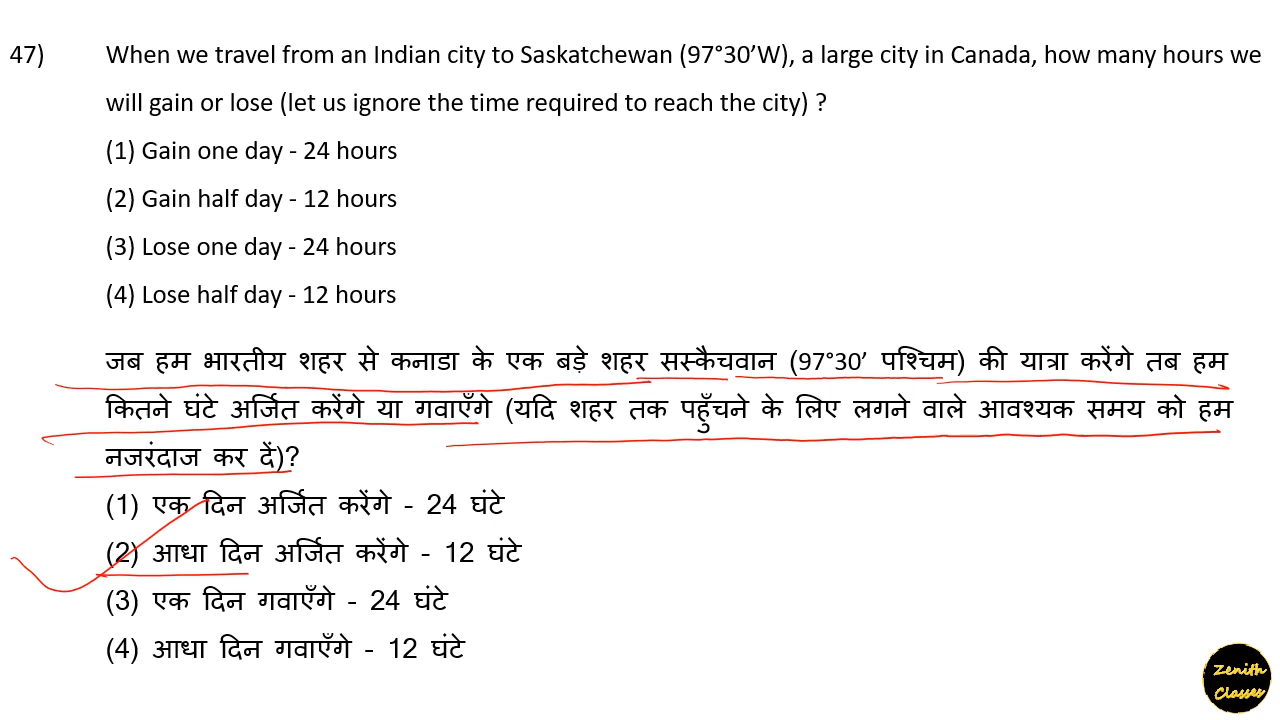 47) When we travel from an Indian city to Saskatchewan (97°30’W), a large city in Canada, how many hours we
will gain or lose (let us ignore the time required to reach the city) ?
(1) Gain one day - 24 hours
(2) Gain half day - 12 hours
(3) Lose one day - 24 hours
(4) Lose half day - 12 hours
जब हम भारतीय शहर से कनाडा के एक बड़े शहर सस्कैचवान (97°30’ पश्चिम) की यात्रा करेंगे तब हम
कितने घंटे अर्जित करेंगे या गवाएँगे (यदि शहर तक पहुँचने के लिए लगने वाले आवश्यक समय को हम
नजरंदाज कर दें)?
(1) एक दिन अर्जित करेंगे - 24 घंटे
(2) आधा दिन अर्जित करेंगे - 12 घंटे
(3) एक दिन गवाएँगे - 24 घंटे
(4) आधा दिन गवाएँगे - 12 घंटे
Zenith
Classes